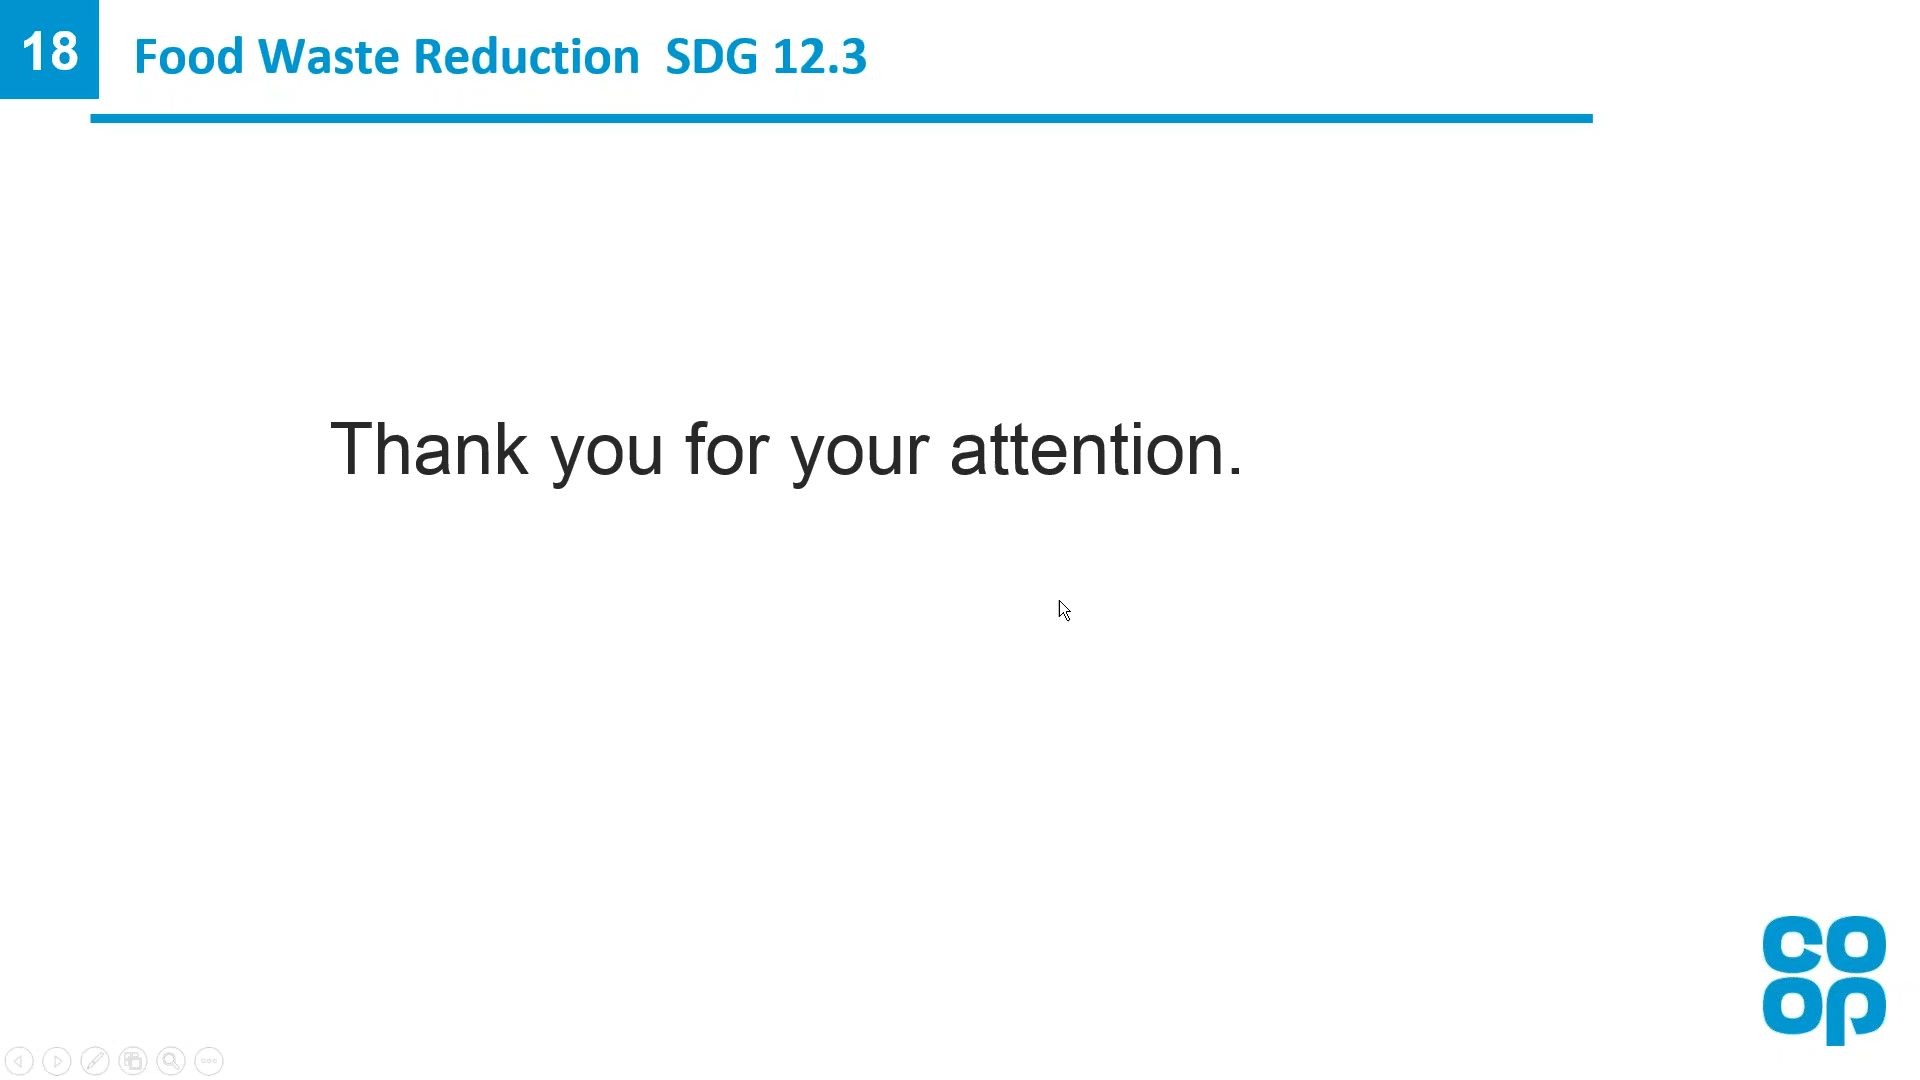 18
Food Waste Reduction  SDG 12.3
Thank you for your attention.
co
op